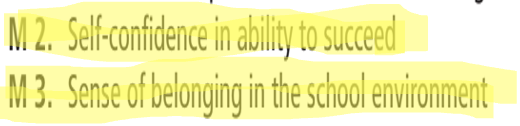 M 2. Self-confidence in ability to succeed
M 3. Sense of belonging in the school environment